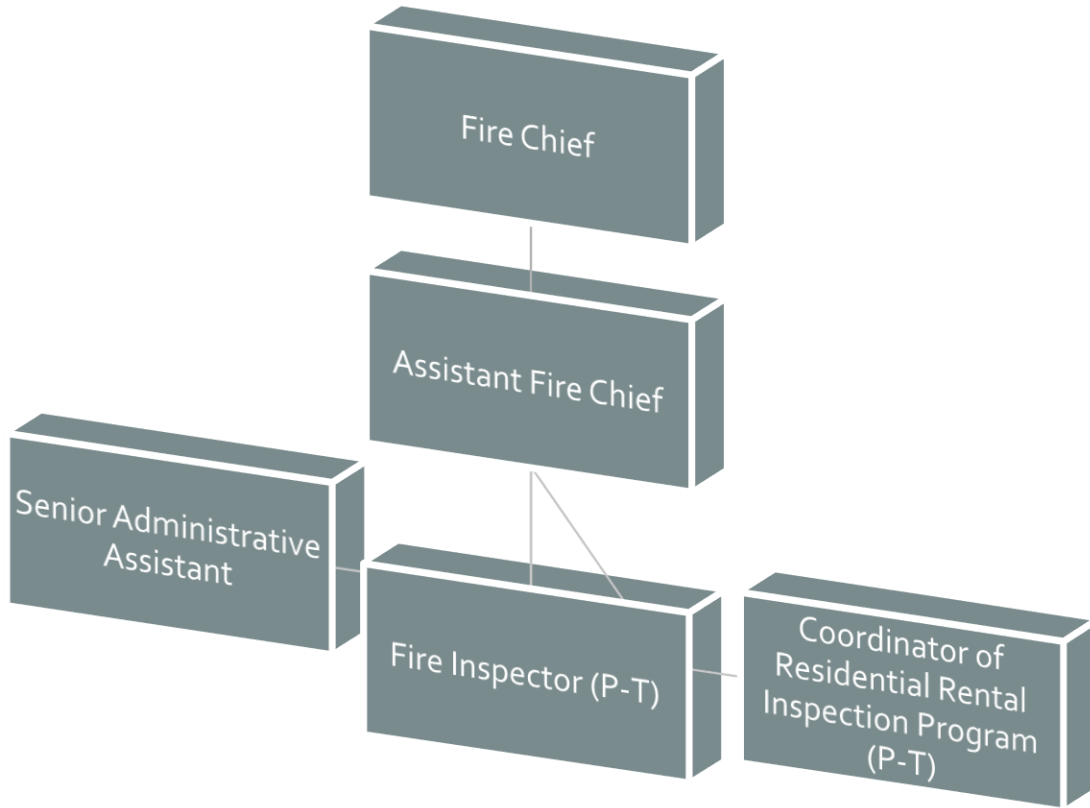 Fire Chief
Assistant Fire Chief
Senior Administrative
Assistant
Fire Inspector (P-T)
Coordinator of
Residential Rental
Inspection Program
(P-T)